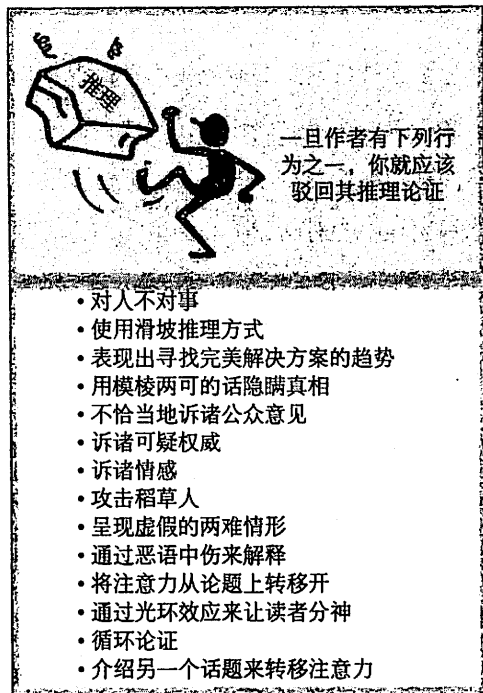 推理
一旦作者有下列行
为之一，你就应该
驳回其推理论证
• 对人不对事
• 使用滑坡推理方式
• 表现出寻找完美解决方案的趋势
• 用模棱两可的话隐瞒真相
• 不恰当地诉诸公众意见
• 诉诸可疑权威
• 诉诸情感
• 攻击稻草人
• 呈现虚假的两难情形
• 通过恶语中伤来解释
• 将注意力从论题上转移开
• 通过光环效应来让读者分神
• 循环论证
• 介绍另一个话题来转移注意力